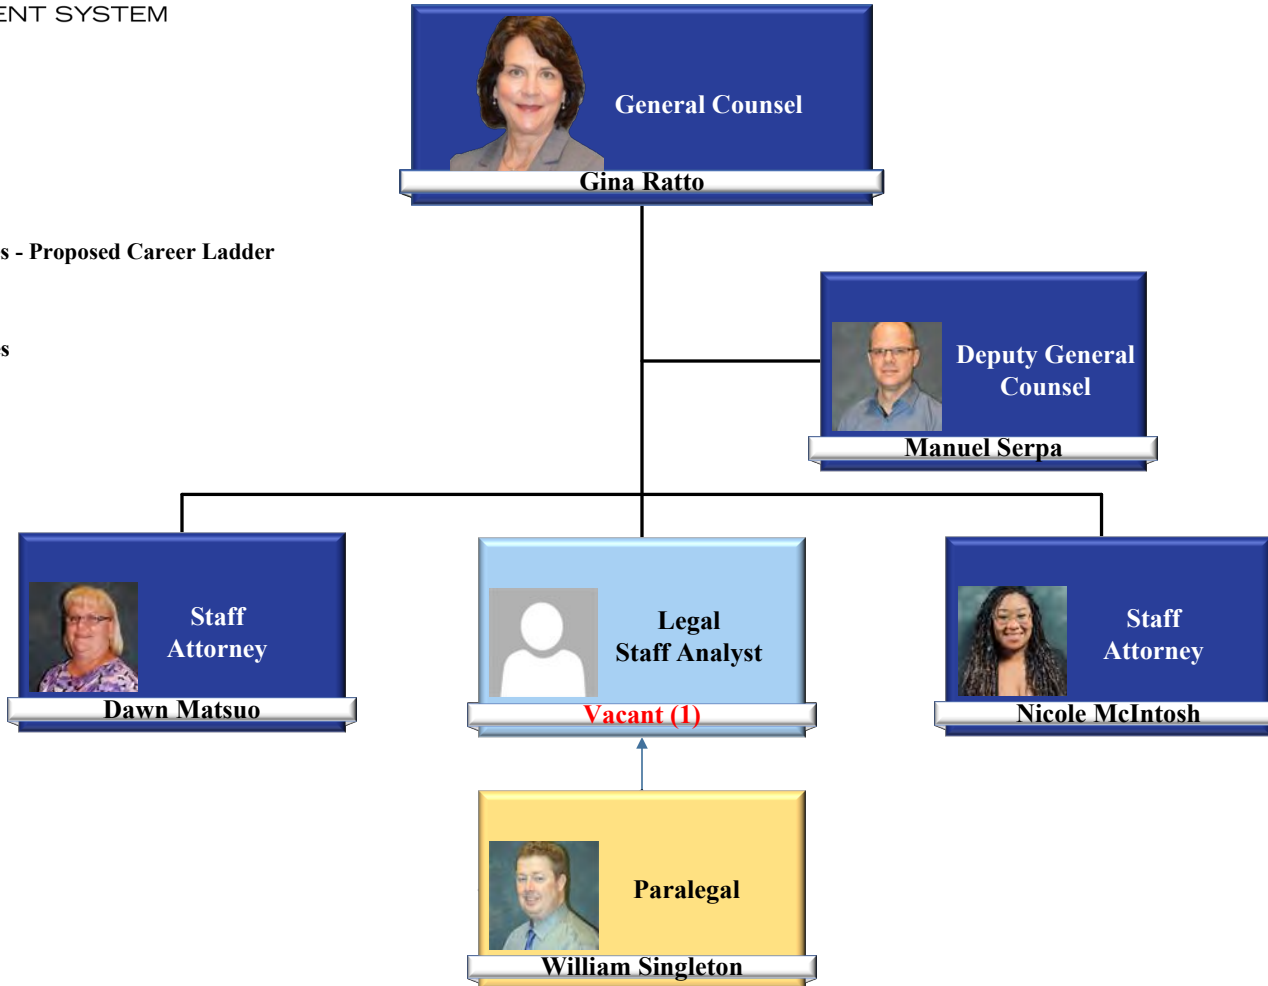 SYSTEM
General Counsel
Gina Ratto
- Proposed Career Ladder
Deputy General
Counsel
Manuel Serpa
Staff
Attorney
Dawn Matsuo
Legal
Staff Analyst
Vacant (1)
Staff
Attorney
Nicole McIntosh
Paralegal
William Singleton